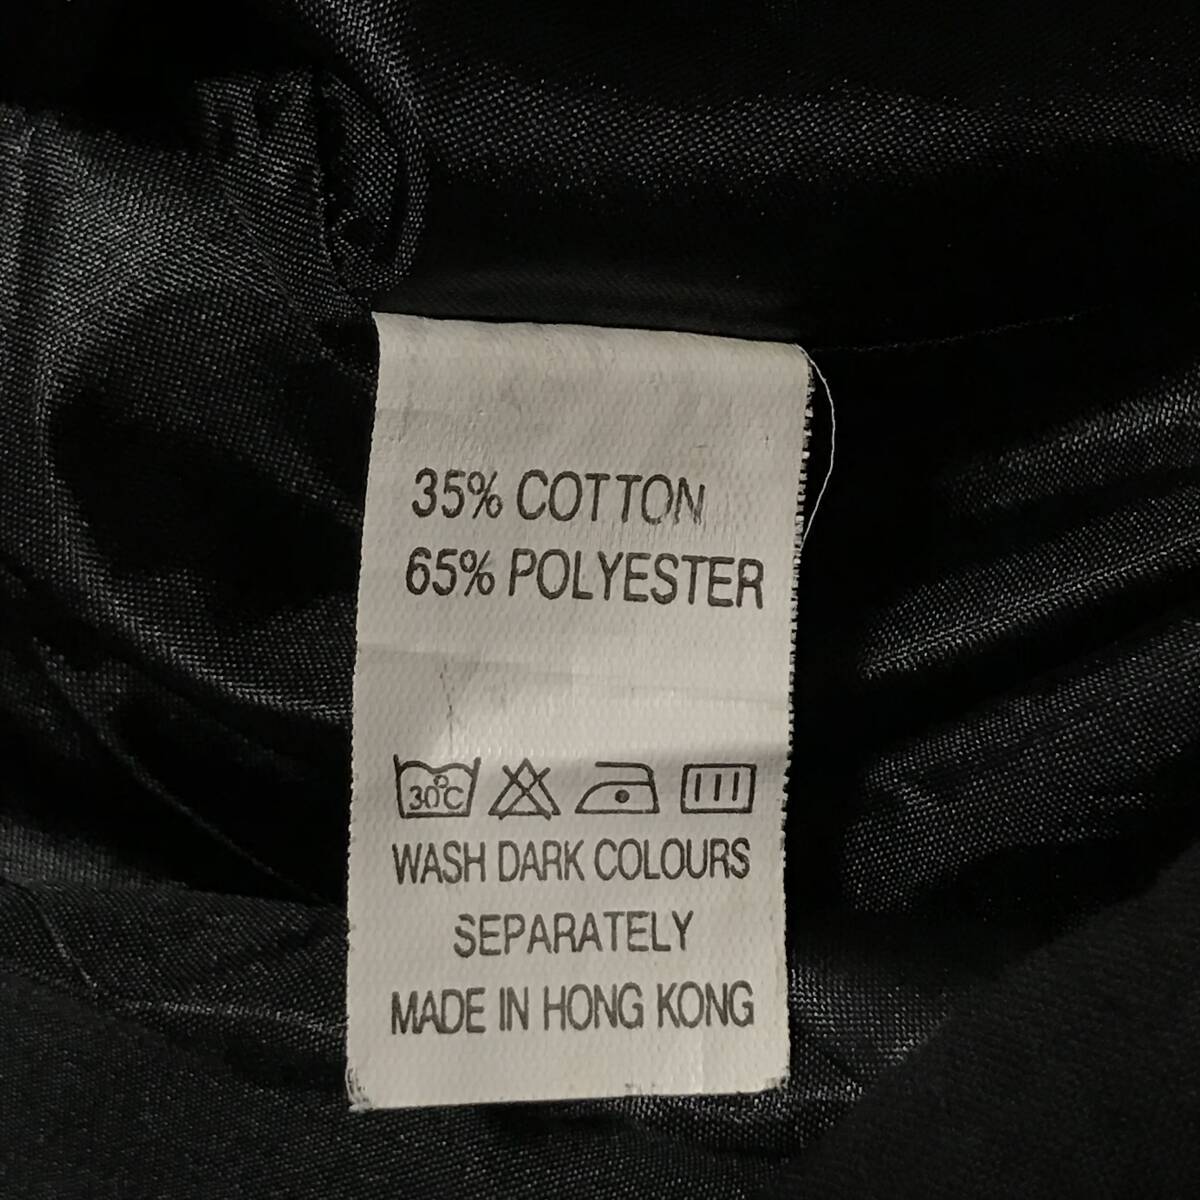 35% COTTON
65% POLYESTER
30°C
WASH DARK COLOURS
SEPARATELY
MADE IN HONG KONG